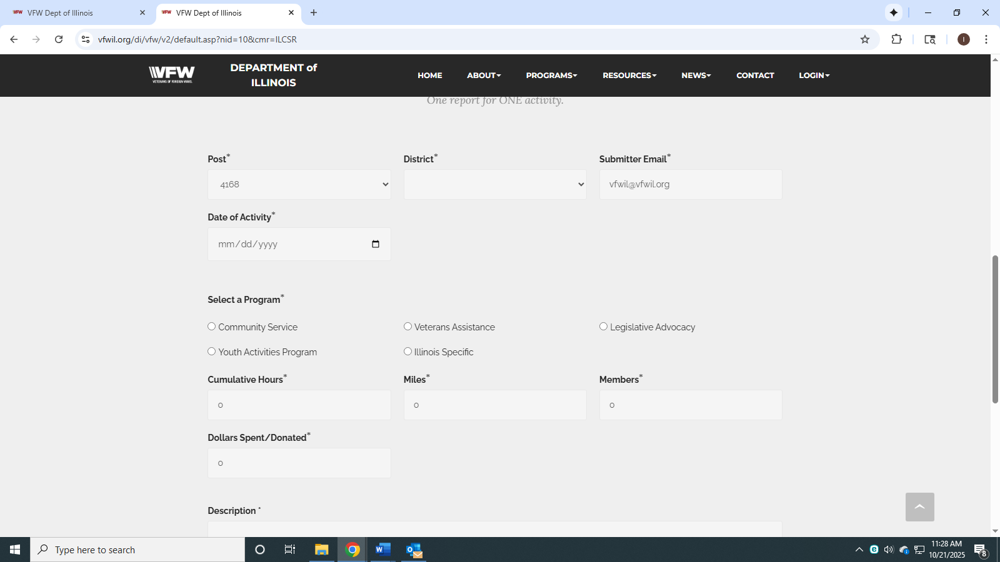 VFW Dept of Illinois
VFW Dept of Illinois
vfwil.org/di/vfw/v2/default.asp?nid=10&cmr=ILCSR
VFW
VETERANS OF FOREIGN WARS.
DEPARTMENT of
ILLINOIS
HOME
ABOUT
PROGRAMS
RESOURCES
NEWS
CONTACT
LOGIN
One report for ONE activity.
Post*
District*
Submitter Email*
4168
vfwil@vfwil.org
Date of Activity*
mm/dd/yyyy
Select a Program*
Community Service
Veterans Assistance
Legislative Advocacy
Youth Activities Program
Illinois Specific
Cumulative Hours*
Miles*
Members*
0
0
0
Dollars Spent/Donated*
0
Description *
Type here to search
11:28 AM
10/21/2025
8